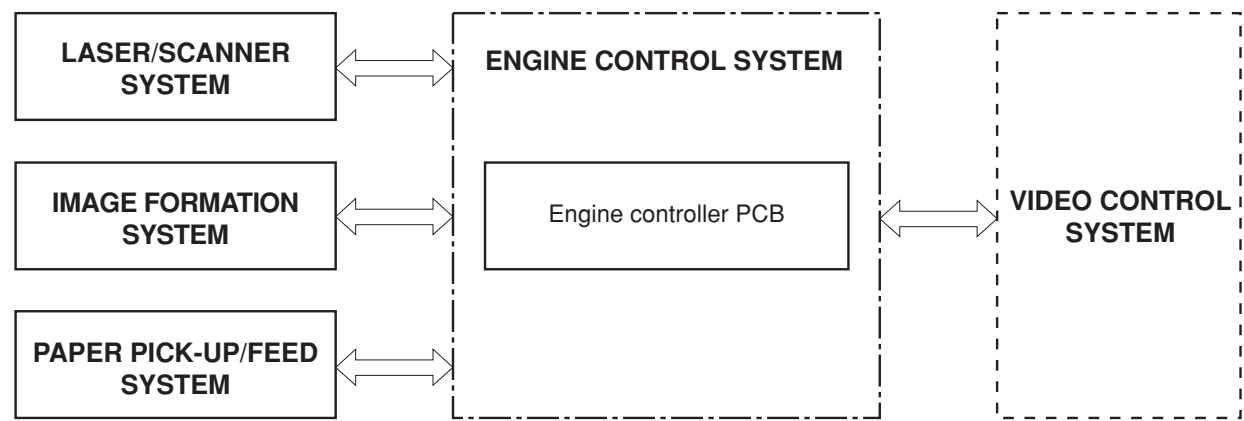 LASER/SCANNER
SYSTEM
ENGINE CONTROL SYSTEM
IMAGE FORMATION
SYSTEM
Engine controller PCB
VIDEO CONTROL
SYSTEM
PAPER PICK-UP/FEED
SYSTEM